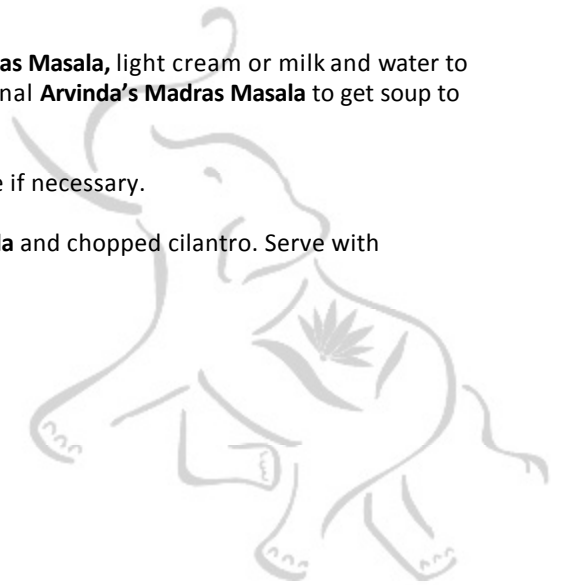 as Masala, light cream or milk and water to
nal Arvinda's Madras Masala to get soup to
e if necessary.
la and chopped cilantro. Serve with